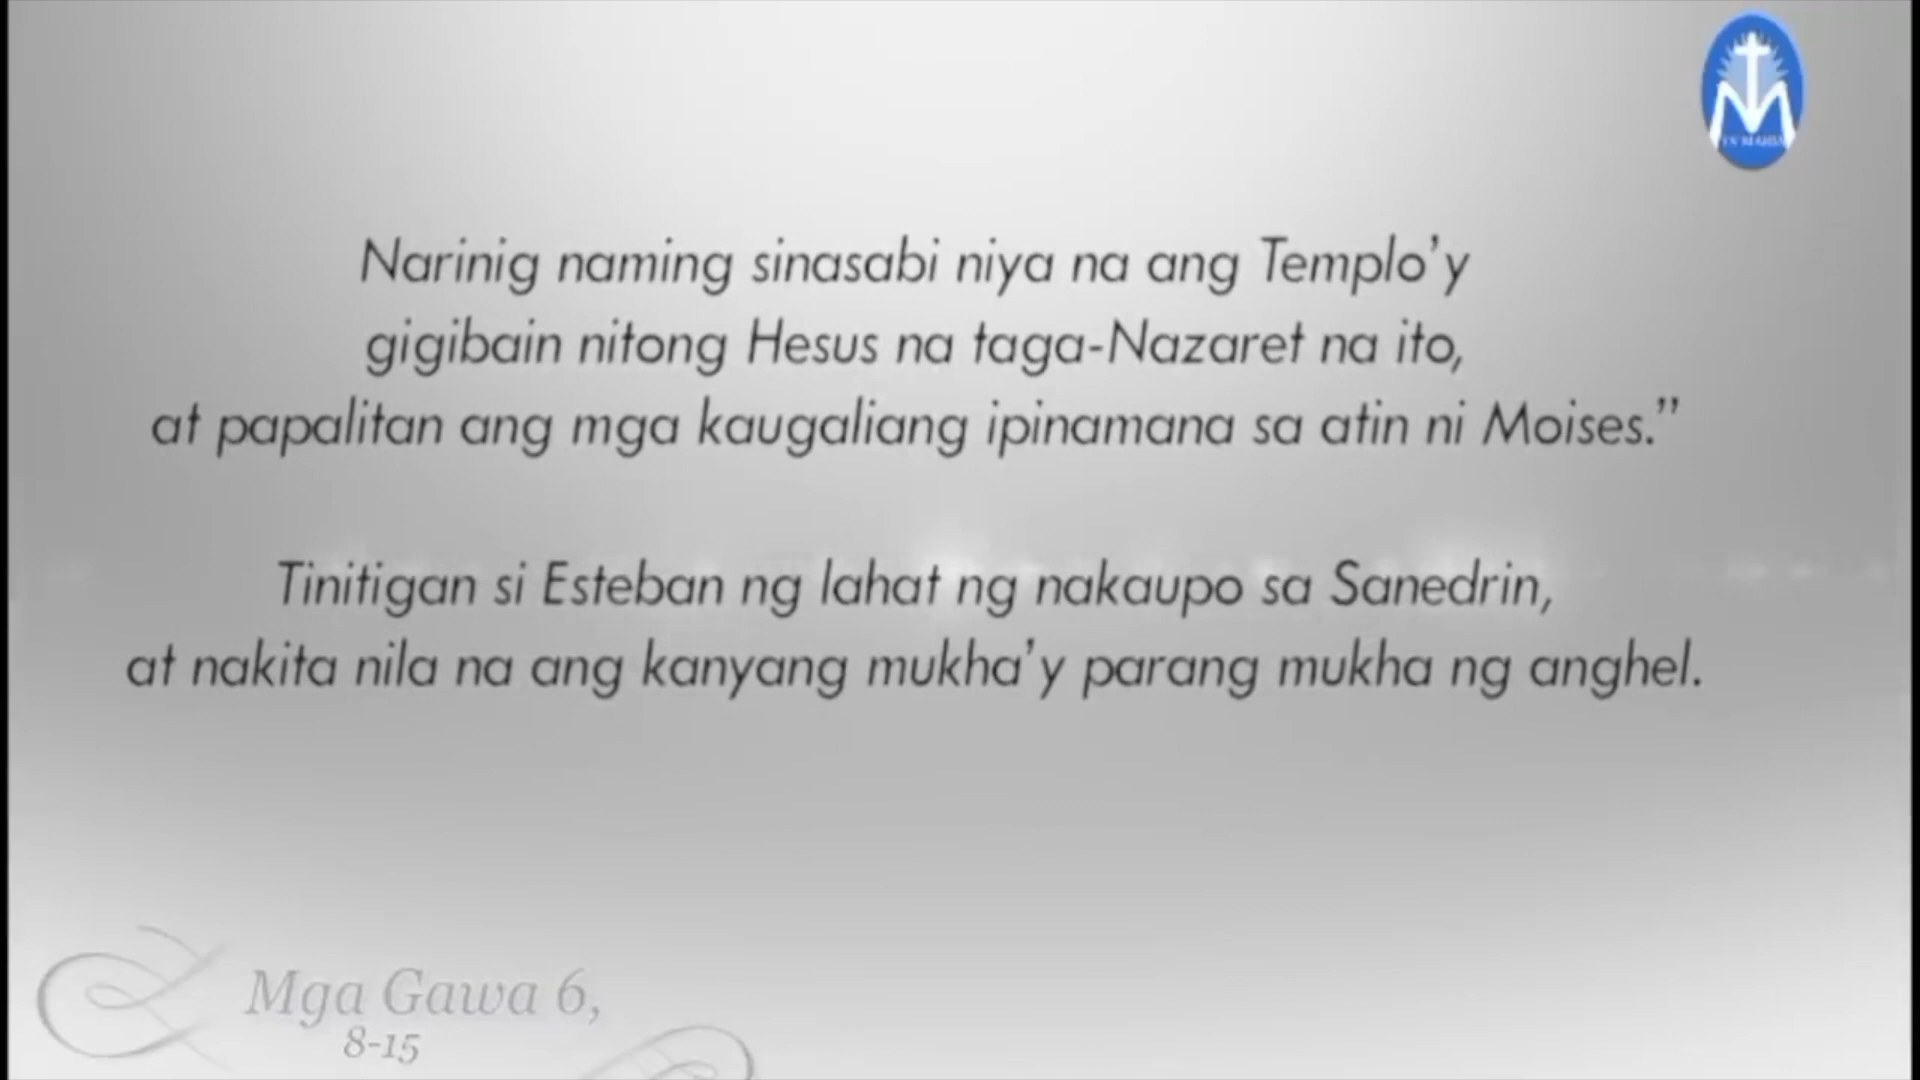 Narinig naming sinasabi niya na ang Templo'y
gigibain nitong Hesus na taga-Nazaret na ito,
at papalitan ang mga kaugaliang ipinamana sa atin ni Moises.”
Tinitigan si Esteban ng lahat ng nakaupo sa Sanedrin,
at nakita nila na ang kanyang mukha'y parang mukha ng anghel.
Mga Gawa 6,
8-15
TV MARIA